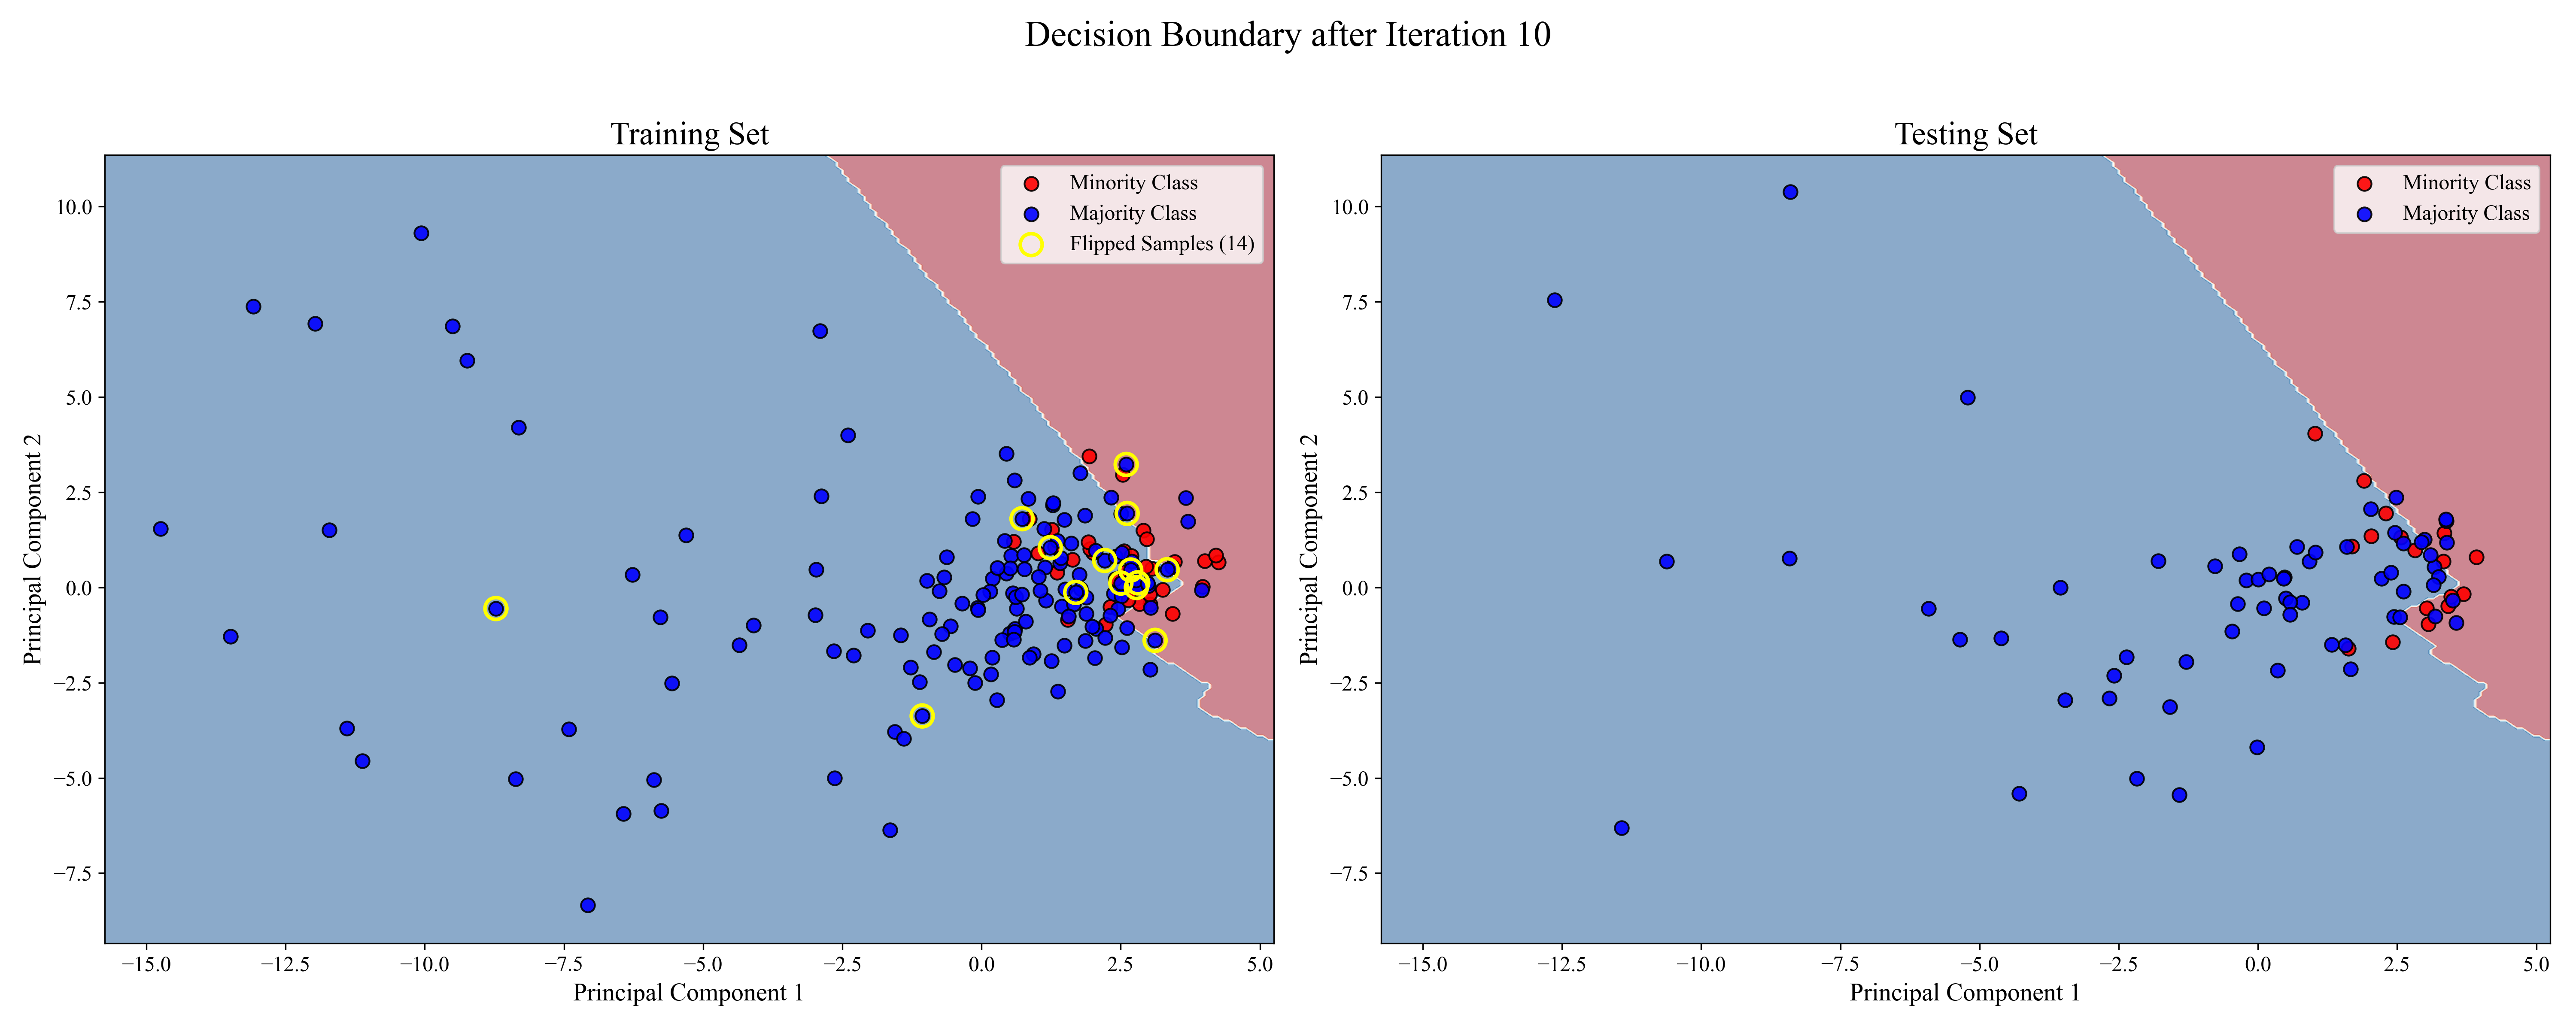 Decision Boundary after Iteration 10
Training Set
Minority Class
Majority Class
Flipped Samples (14)
10.0
7.5
5.0
2.5
0.0
−2.5
−5.0
−7.5
Principal Component 2
−15.0 −12.5 −10.0 −7.5 −5.0 −2.5 0.0 2.5 5.0
Principal Component 1
Testing Set
Minority Class
Majority Class
10.0
7.5
5.0
2.5
0.0
−2.5
−5.0
−7.5
Principal Component 2
−15.0 −12.5 −10.0 −7.5 −5.0 −2.5 0.0 2.5 5.0
Principal Component 1